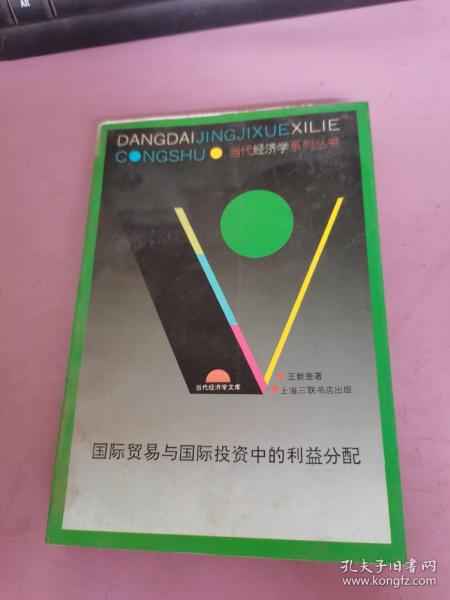 Alt
DANGDAIJINGJIXUEXILIE
CONGSHU 当代经济学系列丛书
当代经济学文库
王新奎著
上海三联书店出版
国际贸易与国际投资中的利益分配
孔夫子旧书网
www.kongfz.com